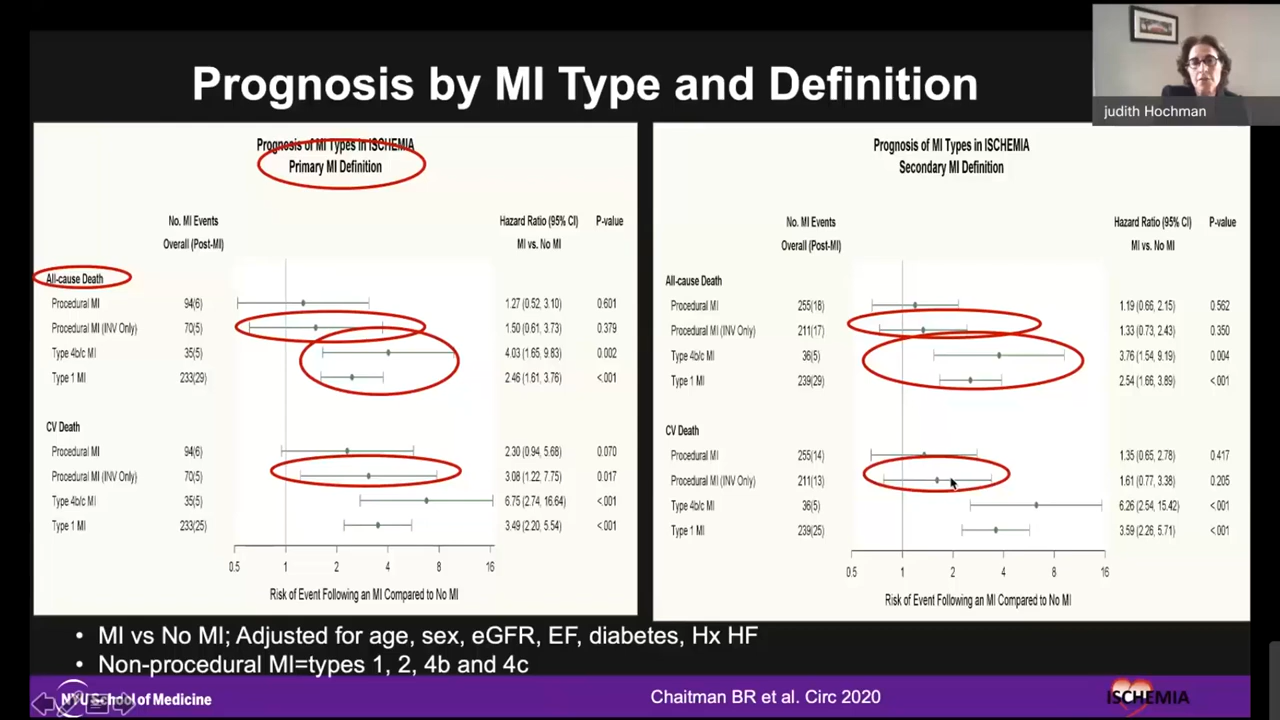 Prognosis by MI Type and Definition
judith Hochman
Prognosis of MI Types in ISCHEMIA
Primary MI Definition
No. MI Events Hazard Ratio (95% CI) P-value
Overall (Post-MI) MI vs. No MI
All-cause Death
Procedural MI 94(6) 1.27 (0.52, 3.10) 0.601
Procedural MI (INV Only) 70(5) 1.50 (0.61, 3.73) 0.379
Type 4b/c MI 35(5) 4.03 (1.65, 9.83) 0.002
Type 1 MI 233(29) 2.46 (1.61, 3.76) <.001
CV Death
Procedural MI 94(6) 2.30 (0.94, 5.68) 0.070
Procedural MI (INV Only) 70(5) 3.08 (1.22, 7.75) 0.017
Type 4b/c MI 35(5) 6.75 (2.74, 16.64) <.001
Type 1 MI 233(25) 3.49 (2.20, 5.54) <.001
0.5 1 2 4 8 16
Risk of Event Following an MI Compared to No MI
Prognosis of MI Types in ISCHEMIA
Secondary MI Definition
No. MI Events Hazard Ratio (95% CI) P-value
Overall (Post-MI) MI vs. No MI
All-cause Death
Procedural MI 255(18) 1.19 (0.66, 2.15) 0.562
Procedural MI (INV Only) 211(17) 1.33 (0.73, 2.43) 0.350
Type 4b/c MI 36(5) 3.76 (1.54, 9.19) 0.004
Type 1 MI 239(29) 2.54 (1.66, 3.89) <.001
CV Death
Procedural MI 255(14) 1.35 (0.65, 2.78) 0.417
Procedural MI (INV Only) 211(13) 1.61 (0.77, 3.38) 0.205
Type 4b/c MI 36(5) 6.26 (2.54, 15.42) <.001
Type 1 MI 239(25) 3.59 (2.26, 5.71) <.001
0.5 1 2 4 8 16
Risk of Event Following an MI Compared to No MI
• MI vs No MI; Adjusted for age, sex, eGFR, EF, diabetes, Hx HF
• Non-procedural MI=types 1, 2, 4b and 4c
NYU School of Medicine
Chaitman BR et al. Circ 2020
ISCHEMIA